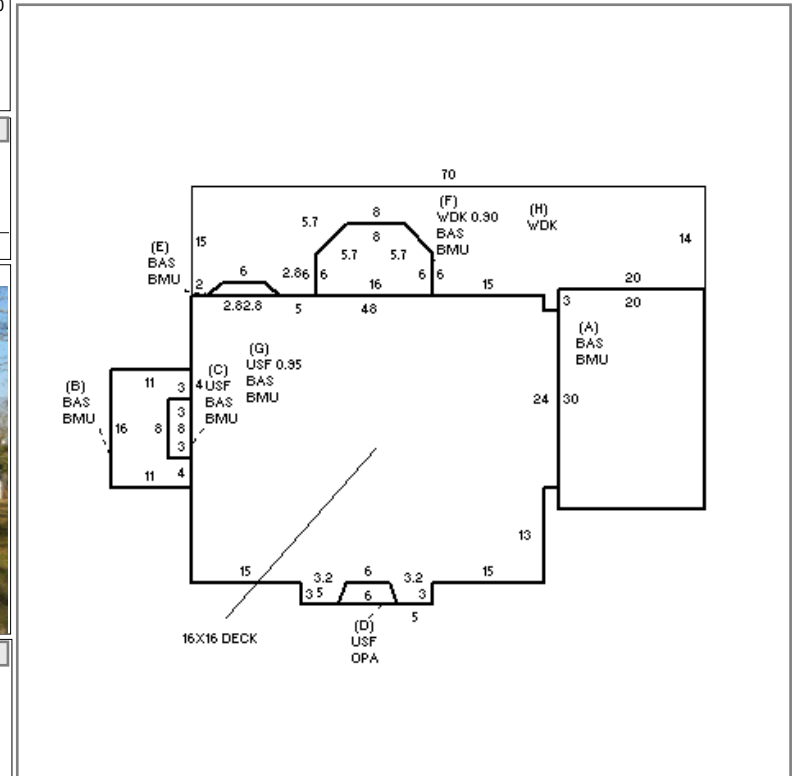 70
8
(F)
WDK 0.90
BAS
BMU
(H)
WDK
5.7
8
15
14
(E)
BAS
BMU
5.7
5.7
6
2.86
6
6
6
20
2
16
15
2.82.8
5
48
3
20
(A)
BAS
BMU
(G)
USF 0.95
BAS
BMU
(C)
USF
BAS
BMU
(B)
BAS
BMU
11
3
4
3
24
30
16
8
8
3
11
4
13
15
3.2
6
3.2
15
3
5
6
3
5
(D)
USF
OPA
16X16 DECK